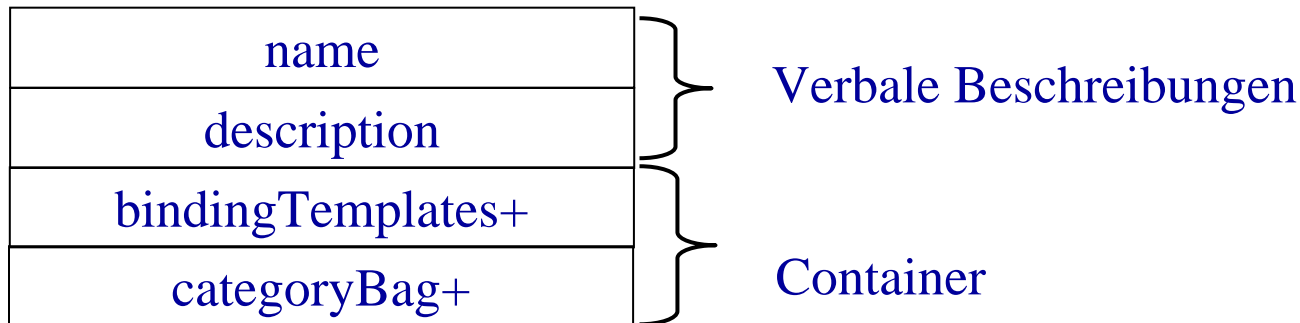 name
Verbale Beschreibungen
description
bindingTemplates+
categoryBag+
Container